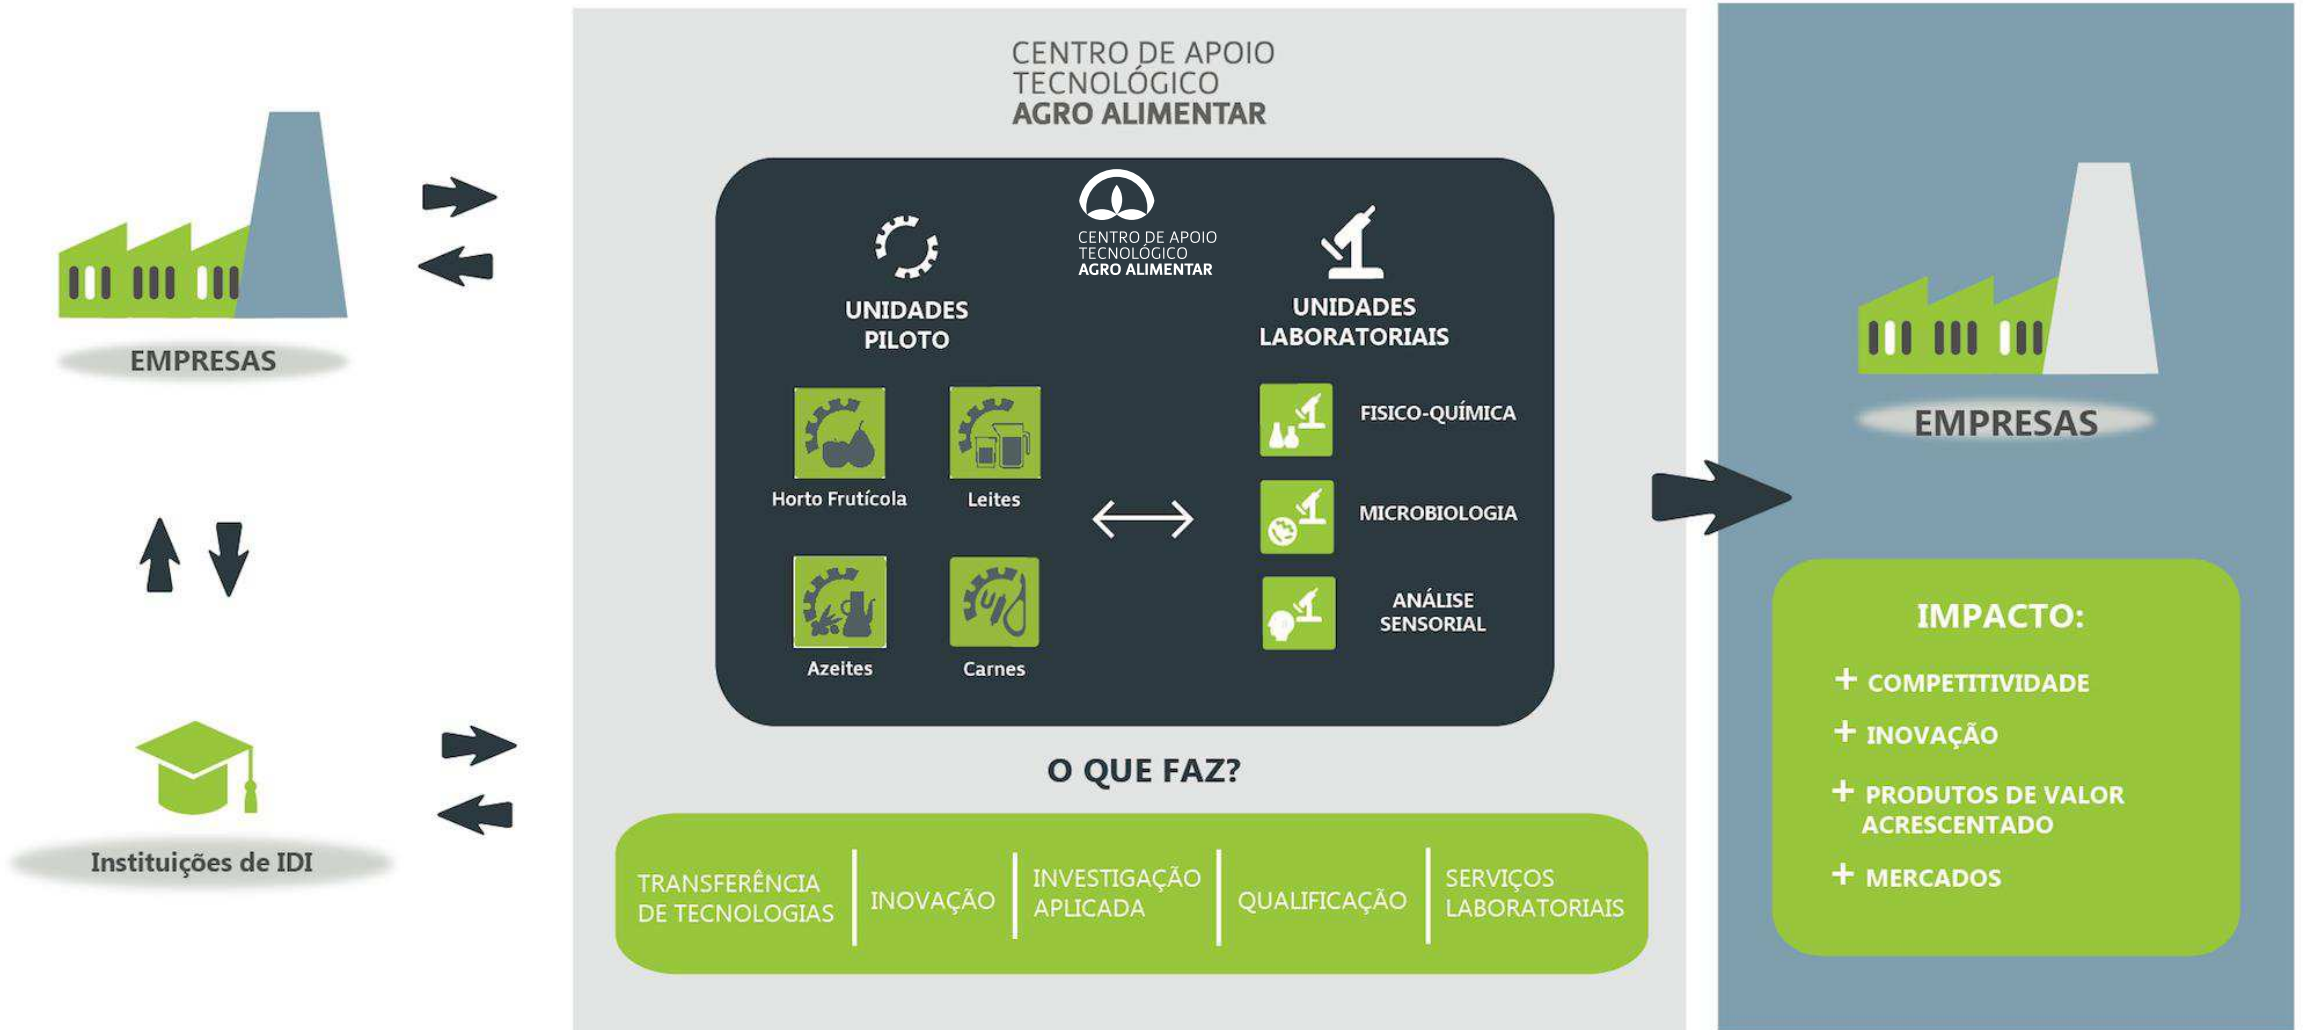 EMPRESAS
Instituições de IDI
CENTRO DE APOIO
TECNOLÓGICO
AGRO ALIMENTAR
CENTRO DE APOIO
TECNOLÓGICO
AGRO ALIMENTAR
UNIDADES
PILOTO
Horto Frutícola
Leites
Azeites
Carnes
UNIDADES
LABORATORIAIS
FISICO-QUÍMICA
MICROBIOLOGIA
ANÁLISE
SENSORIAL
O QUE FAZ?
TRANSFERÊNCIA
DE TECNOLOGIAS
INOVAÇÃO
INVESTIGAÇÃO
APLICADA
QUALIFICAÇÃO
SERVIÇOS
LABORATORIAIS
EMPRESAS
IMPACTO:
+ COMPETITIVIDADE
+ INOVAÇÃO
+ PRODUTOS DE VALOR
ACRESCENTADO
+ MERCADOS